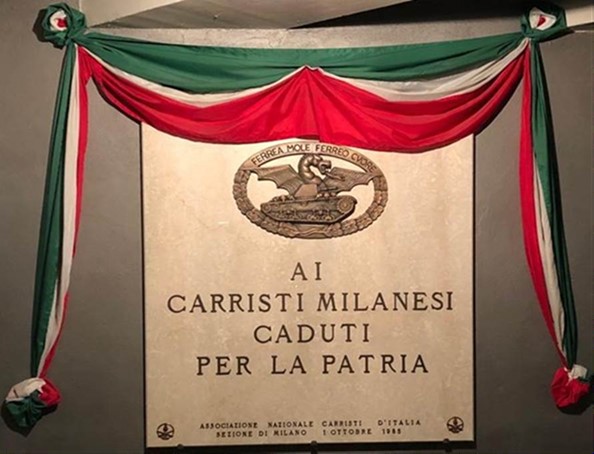 FERREA MOLE FERREO CUORE
AI
CARRISTI MILANESI
CADUTI
PER LA PATRIA
ASSOCIAZIONE NAZIONALE CARRISTI D'ITALIA
SEZIONE DI MILANO 1 OTTOBRE 1985